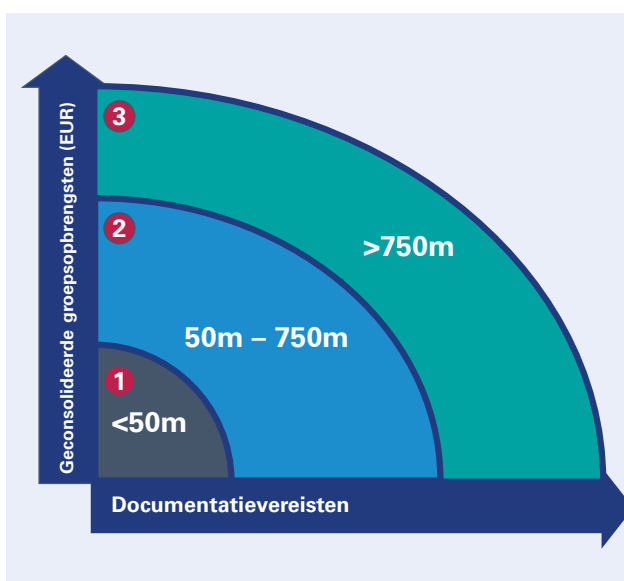 Geconsolideerde groepsopbrengsten (EUR)
3
>750m
2
50m – 750m
1
<50m
Documentatievereisten